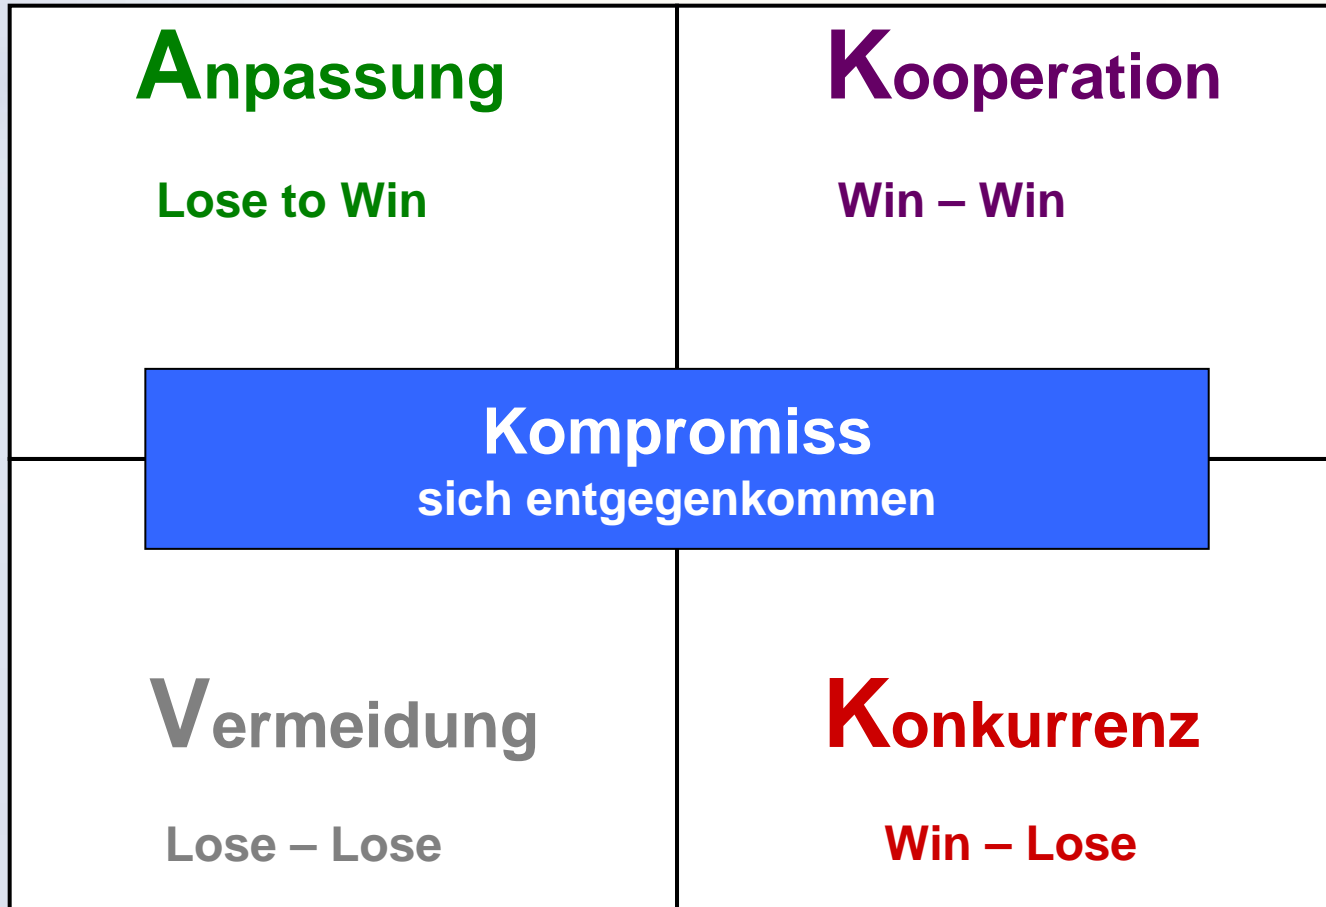 Anpassung
Lose to Win
Kooperation
Win – Win
Kompromiss
sich entgegenkommen
Vermeidung
Lose – Lose
Konkurrenz
Win – Lose